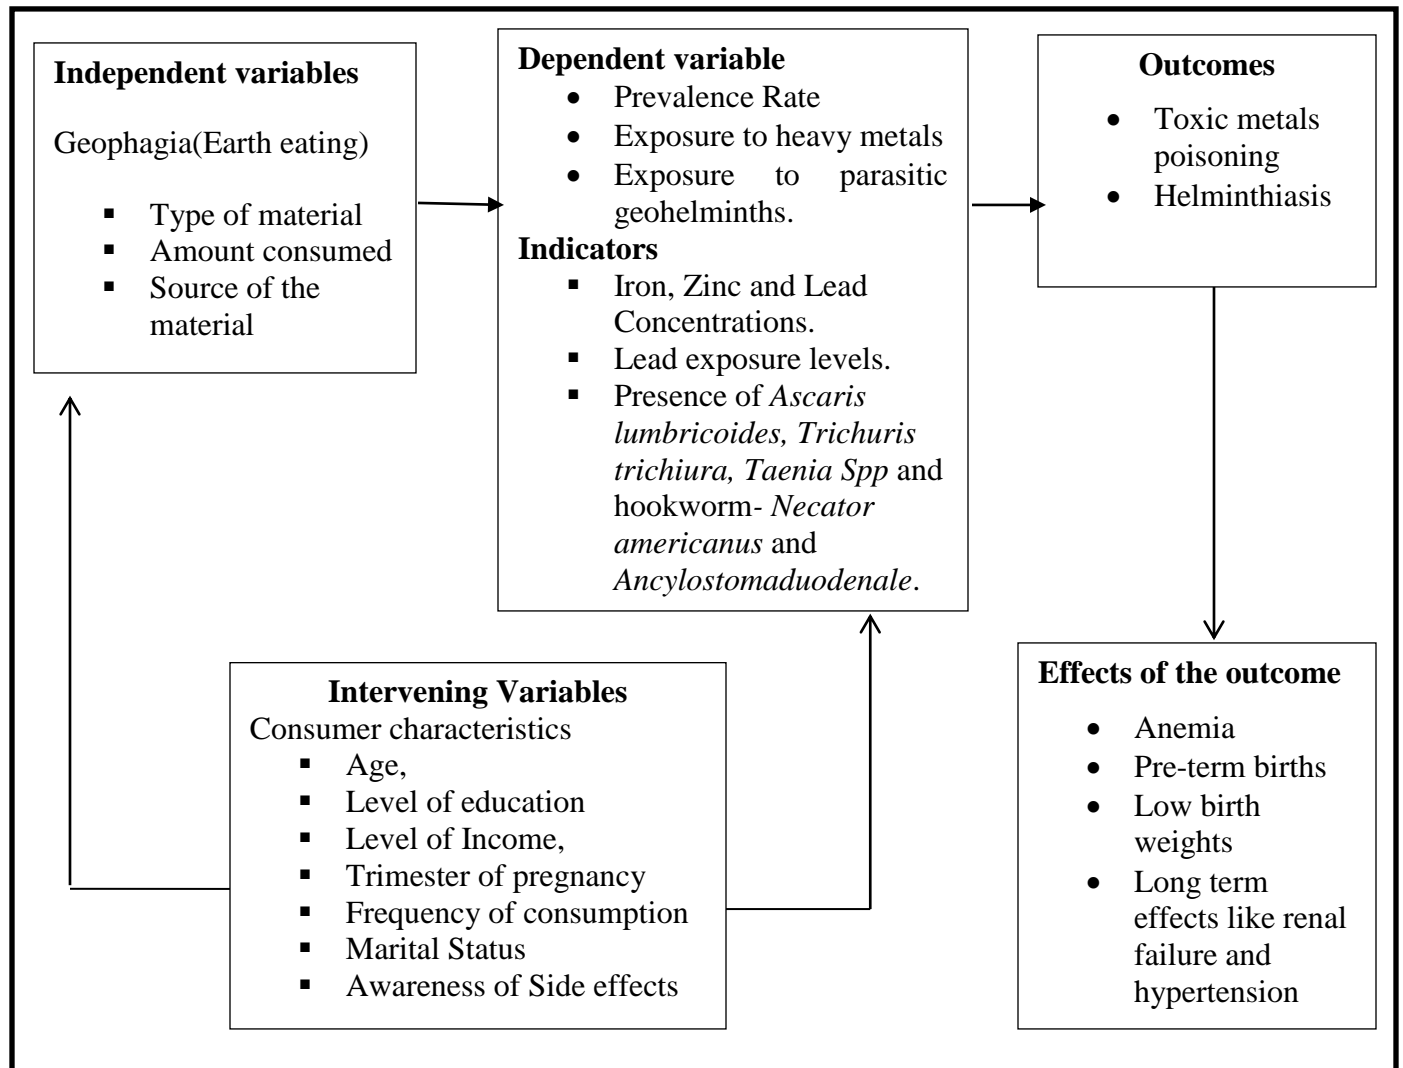 Independent variables
Geophagia(Earth eating)
▪ Type of material
▪ Amount consumed
▪ Source of the
material
Dependent variable
● Prevalence Rate
● Exposure to heavy metals
● Exposure to parasitic
geohelminths.
Indicators
▪ Iron, Zinc and Lead
Concentrations.
▪ Lead exposure levels.
▪ Presence of Ascaris
lumbricoides, Trichuris
trichiura, Taenia Spp and
hookworm- Necator
americanus and
Ancylostomaduodenale.
Outcomes
● Toxic metals
poisoning
● Helminthiasis
Intervening Variables
Consumer characteristics
▪ Age,
▪ Level of education
▪ Level of Income,
▪ Trimester of pregnancy
▪ Frequency of consumption
▪ Marital Status
▪ Awareness of Side effects
Effects of the outcome
● Anemia
● Pre-term births
● Low birth
weights
● Long term
effects like renal
failure and
hypertension